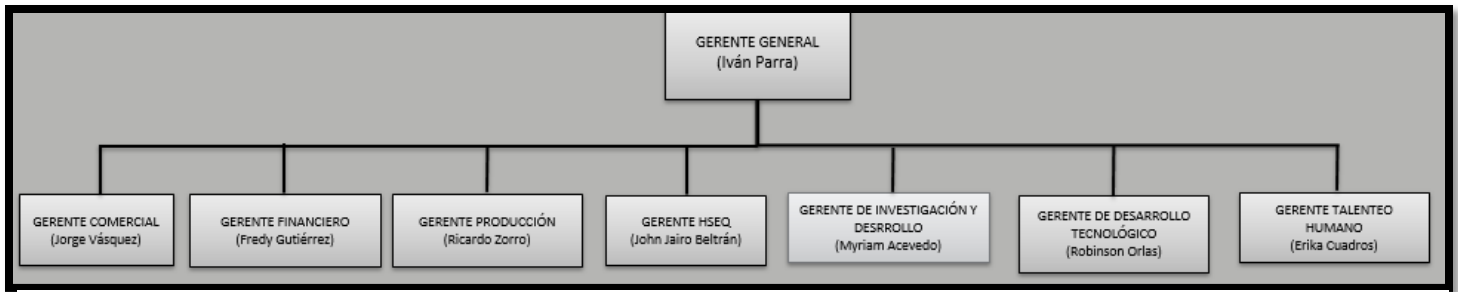 GERENTE GENERAL
(Iván Parra)
GERENTE COMERCIAL
(Jorge Vásquez)
GERENTE FINANCIERO
(Fredy Gutiérrez)
GERENTE PRODUCCIÓN
(Ricardo Zorro)
GERENTE HSEQ
(John Jairo Beltrán)
GERENTE DE INVESTIGACIÓN Y
DESRROLLO
(Myriam Acevedo)
GERENTE DE DESARROLLO
TECNOLÓGICO
(Robinson Orlas)
GERENTE TALENTEO
HUMANO
(Erika Cuadros)